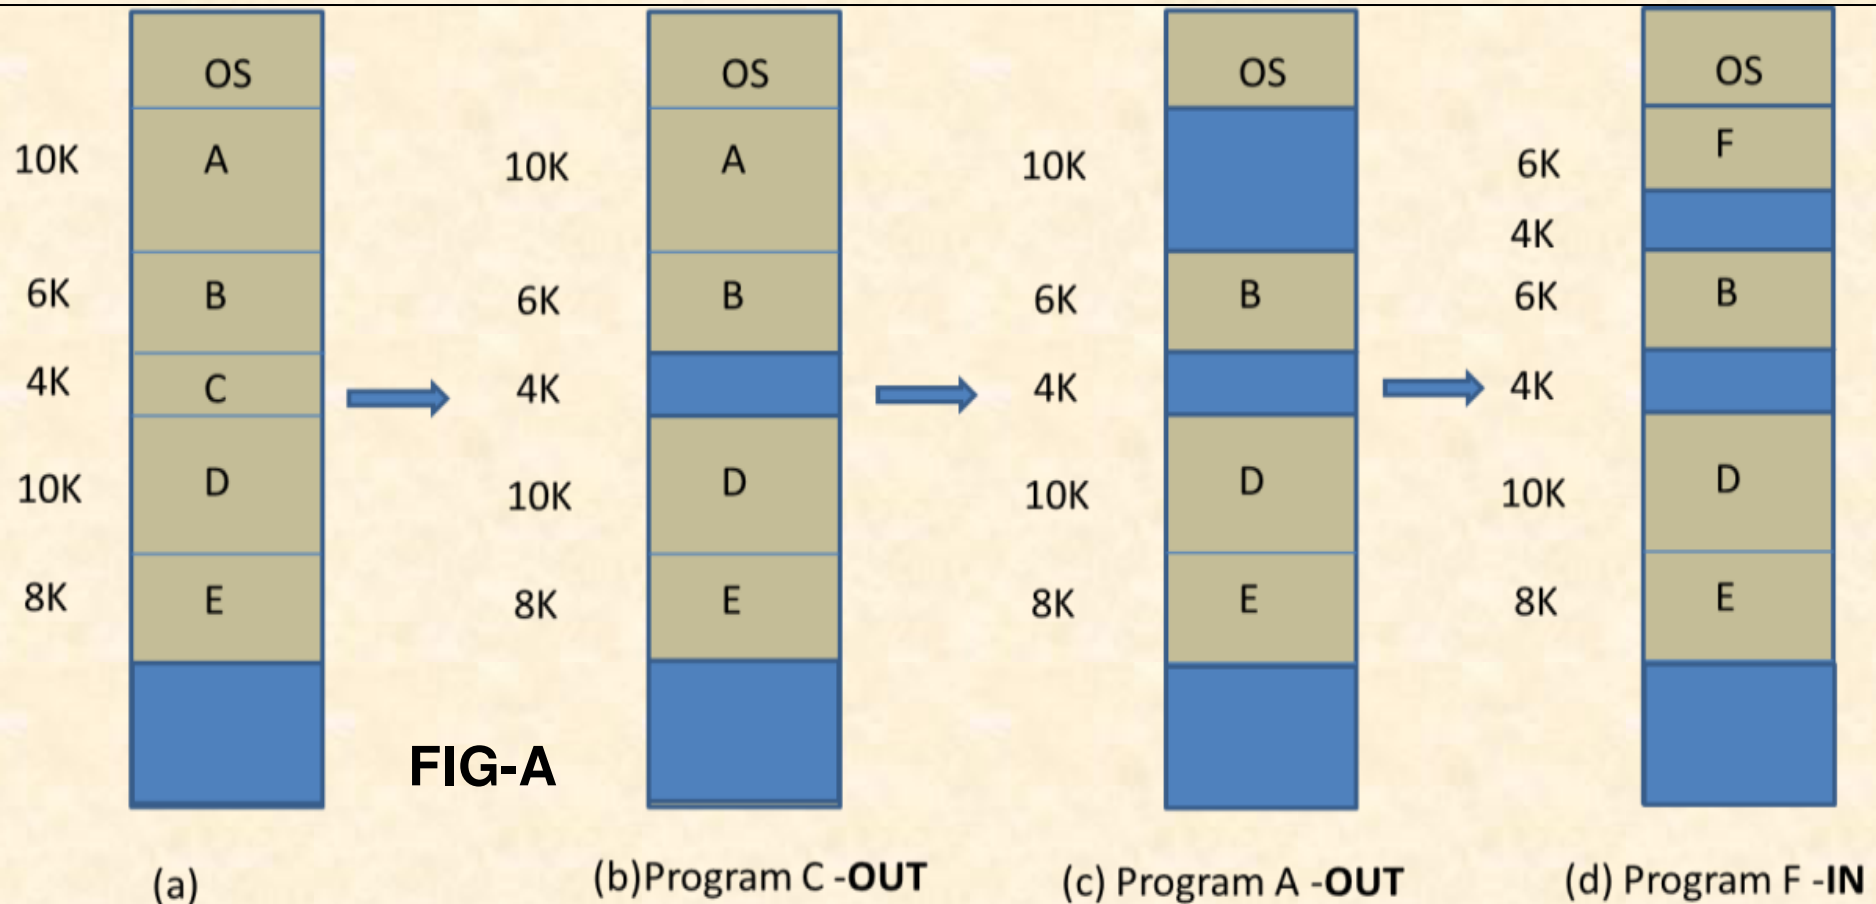 OS
10K
A
6K
B
4K
C
10K
D
8K
E
(a)
FIG-A
OS
10K
A
6K
B
4K
10K
D
8K
E
(b)Program C -OUT
OS
10K
6K
B
4K
10K
D
8K
E
(c) Program A -OUT
OS
6K
F
4K
6K
B
4K
10K
D
8K
E
(d) Program F -IN